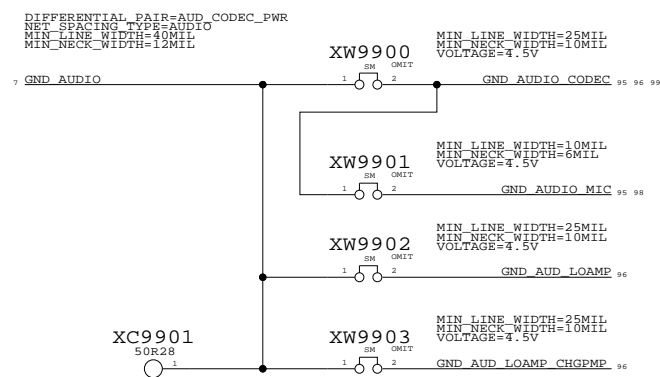 DIFFERENTIAL_PAIR=AUD_CODEC_PWR
NET_SPACING_TYPE=AUDIO
MIN_LINE_WIDTH=40MIL
MIN_NECK_WIDTH=12MIL
XW9900
MIN_LINE_WIDTH=25MIL
MIN_NECK_WIDTH=10MIL
VOLTAGE=4.5V
SM
OMIT
7 GND_AUDIO
1 2
GND_AUDIO_CODEC 95 96 99
XW9901
MIN_LINE_WIDTH=10MIL
MIN_NECK_WIDTH=6MIL
VOLTAGE=4.5V
SM
OMIT
1 2
GND_AUDIO_MIC 95 98
XW9902
MIN_LINE_WIDTH=25MIL
MIN_NECK_WIDTH=10MIL
VOLTAGE=4.5V
SM
OMIT
1 2
GND_AUD_LOAMP 96
XC9901
50R28
1
XW9903
MIN_LINE_WIDTH=25MIL
MIN_NECK_WIDTH=10MIL
VOLTAGE=4.5V
SM
OMIT
1 2
GND_AUD_LOAMP_CHGPMP 96